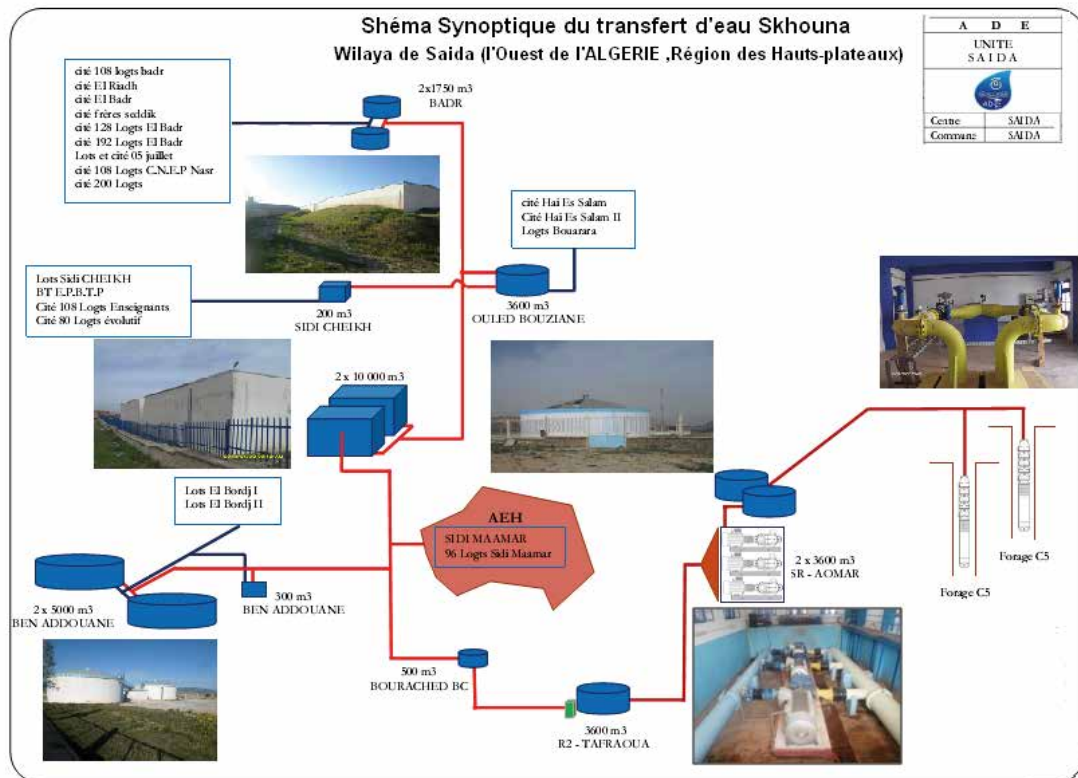 Shéma Synoptique du transfert d'eau Skhouna
Wilaya de Saida (l'Ouest de l'ALGERIE ,Région des Hauts-plateaux)
A D E
UNITE
SAIDA
Centre SAIDA
Commune SAIDA
cité 108 logts badr
cité El Riadh
cité El Badr
cité frères seddik
cité 128 Logts El Badr
cité 192 Logts El Badr
Lots et cité 05 juillet
cité 108 Logts C.N.E.P Nasr
cité 200 Logts
2x1750 m3
BADR
cité Hai Es Salam
Cité Hai Es Salam II
Logts Bouarara
Lots Sidi CHEIKH
BT E.P.B.T.P
Cité 108 Logts Enseignants
Cité 80 Logts évolutif
200 m3
SIDI CHEIKH
3600 m3
OULED BOUZIANE
2 x 10 000 m3
Lots El Bordj I
Lots El Bordj II
AEH
SIDI MAAMAR
96 Logts Sidi Maamar
2 x 3600 m3
SR - AOMAR
Forage C5
Forage C5
2 x 5000 m3
BEN ADDOUANE
300 m3
BEN ADDOUANE
500 m3
BOURACHED BC
3600 m3
R2 - TAFRAOUA